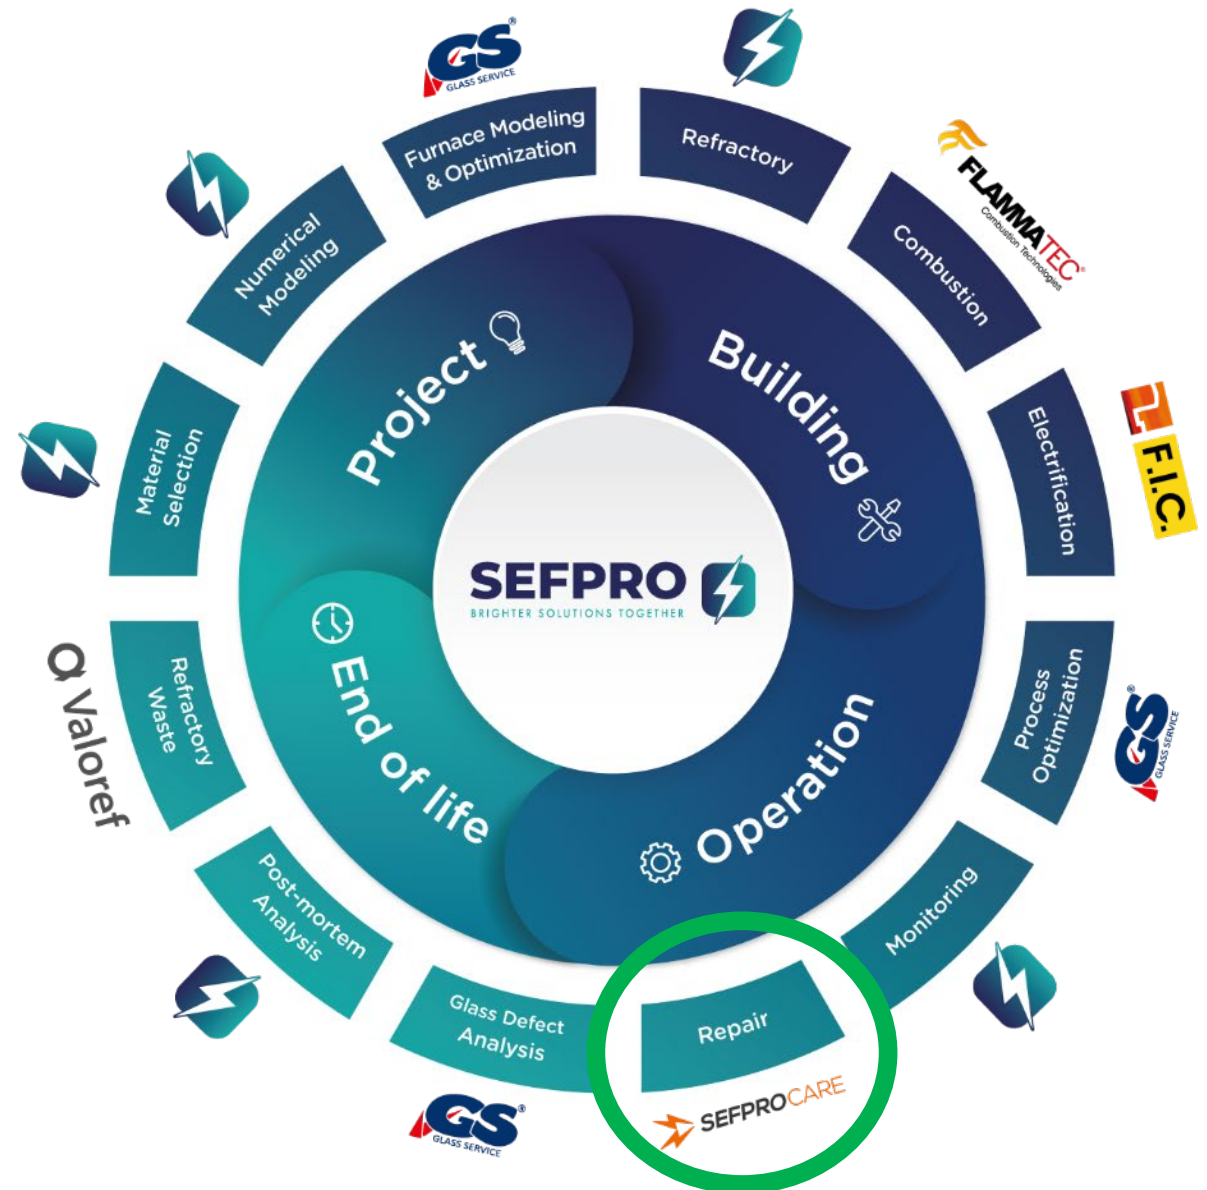 SEFPRO
BRIGHTER SOLUTIONS TOGETHER
Project
Building
Operation
End of life
Refractory
FLAMMATEC®
Combustion Technologies
Combustion
Electrification
F.I.C.
Process
Optimization
GS®
GLASS SERVICE
Monitoring
Repair
SEFPROCARE
Glass Defect
Analysis
GS®
GLASS SERVICE
Post-mortem
Analysis
Refractory
Waste
Valoref
Material
Selection
Numerical
Modeling
Furnace Modeling
& Optimization
GS®
GLASS SERVICE